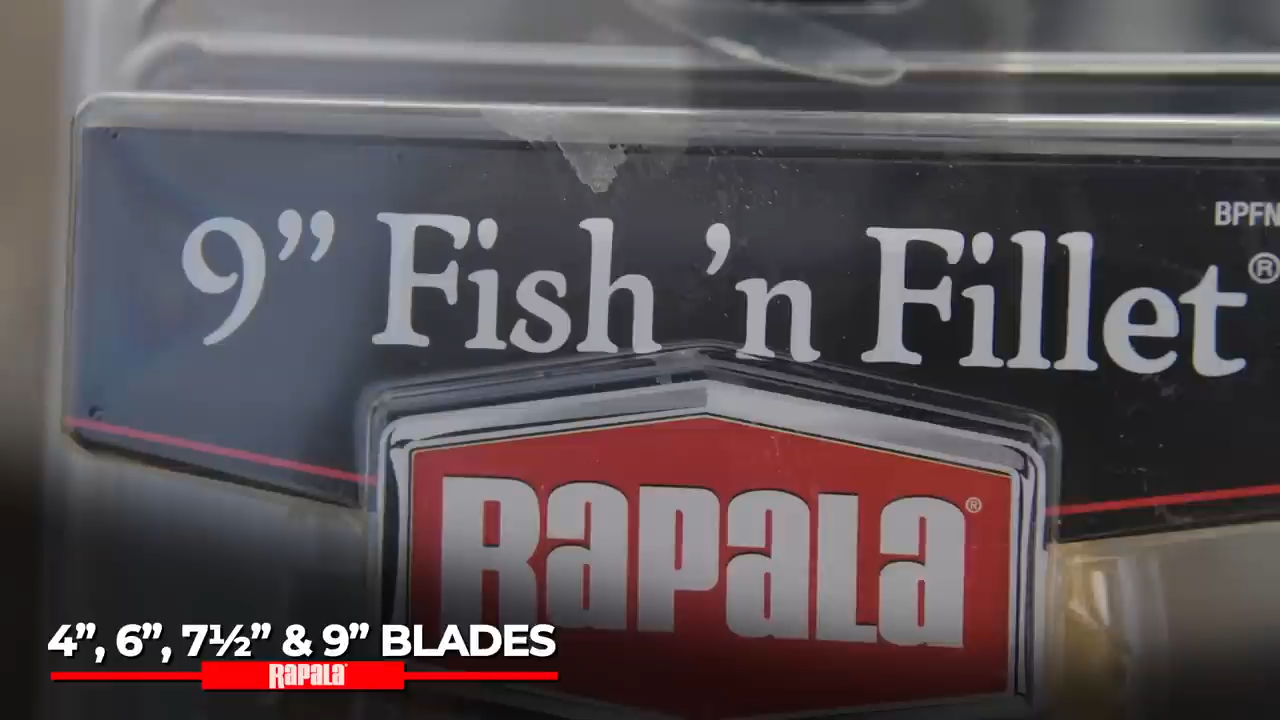 BPFN
9” Fish ’n Fillet®
RAPALA®
4”, 6”, 7½” & 9” BLADES
RAPALA